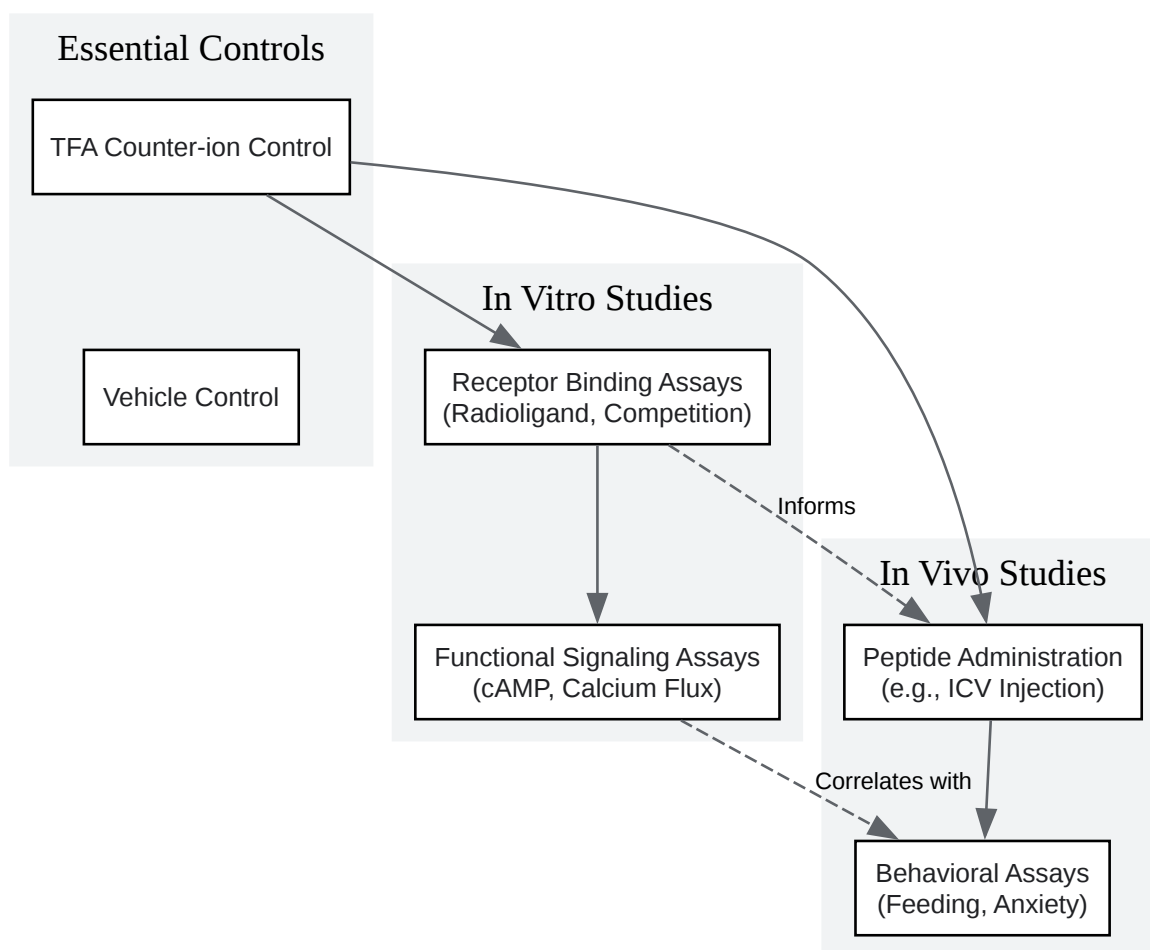 Essential Controls
TFA Counter-ion Control
Vehicle Control
In Vitro Studies
Receptor Binding Assays
(Radioligand, Competition)
Informs
Functional Signaling Assays
(cAMP, Calcium Flux)
Correlates with
In Vivo Studies
Peptide Administration
(e.g., ICV Injection)
Behavioral Assays
(Feeding, Anxiety)